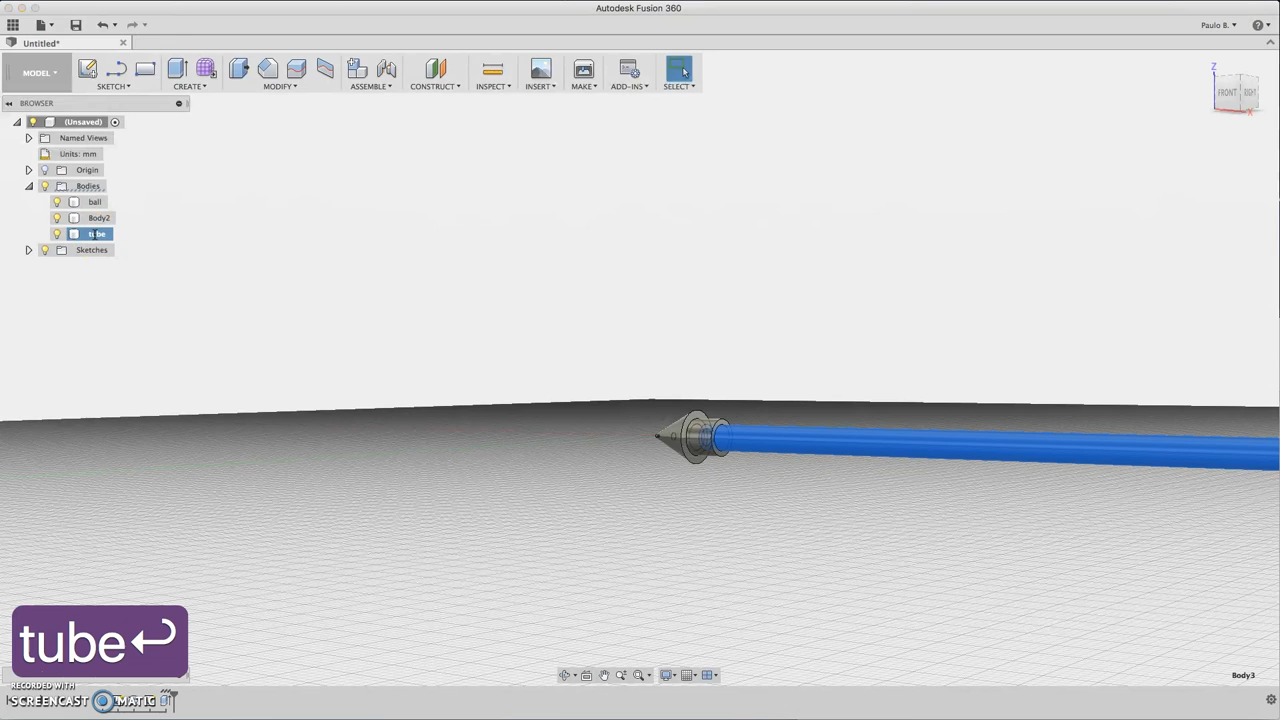 Autodesk Fusion 360
Paulo B.
Untitled*
MODEL
SKETCH
CREATE
MODIFY
ASSEMBLE
CONSTRUCT
INSPECT
INSERT
MAKE
ADD-INS
SELECT
Z
FRONT
RIGHT
X
BROWSER
(Unsaved)
Named Views
Units: mm
Origin
Bodies
ball
Body2
tube
Sketches
tube
Body3
RECORDED WITH
SCREENCAST MATIC